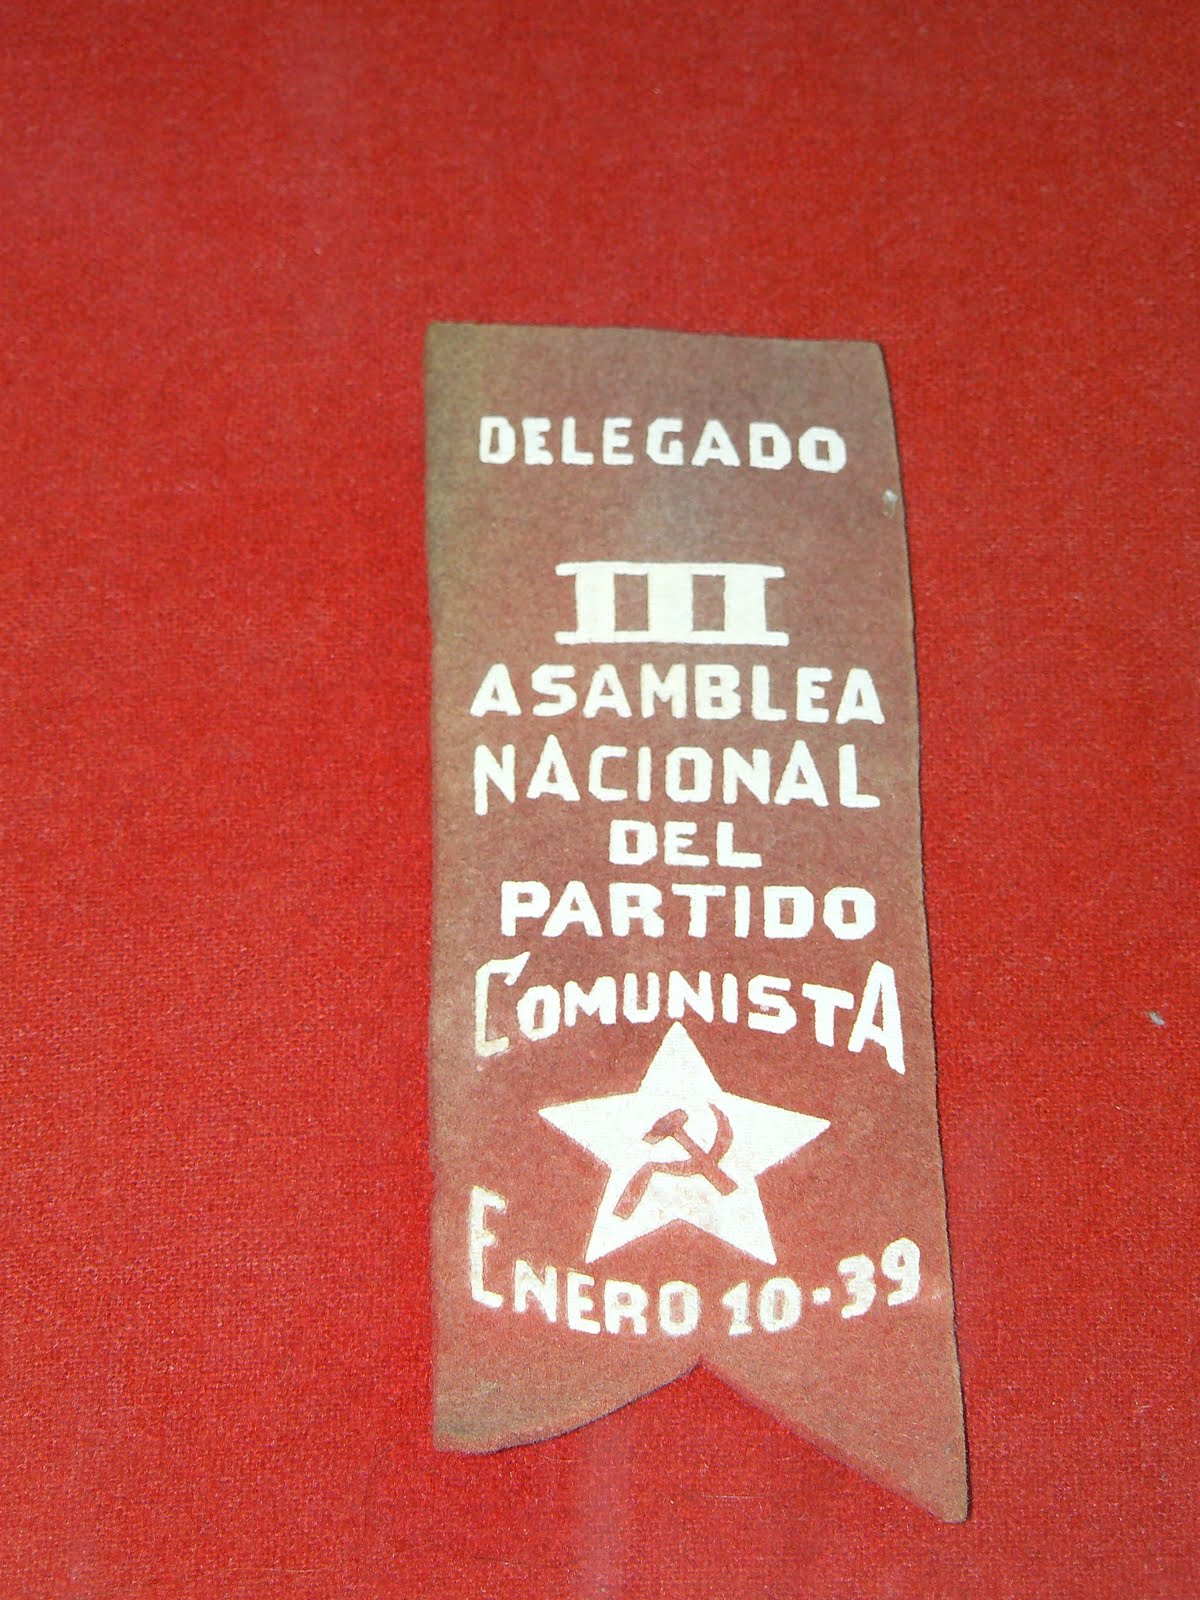 DELEGADO
III
ASAMBLEA
NACIONAL
DEL
PARTIDO
COMUNISTA
ENERO 10-39